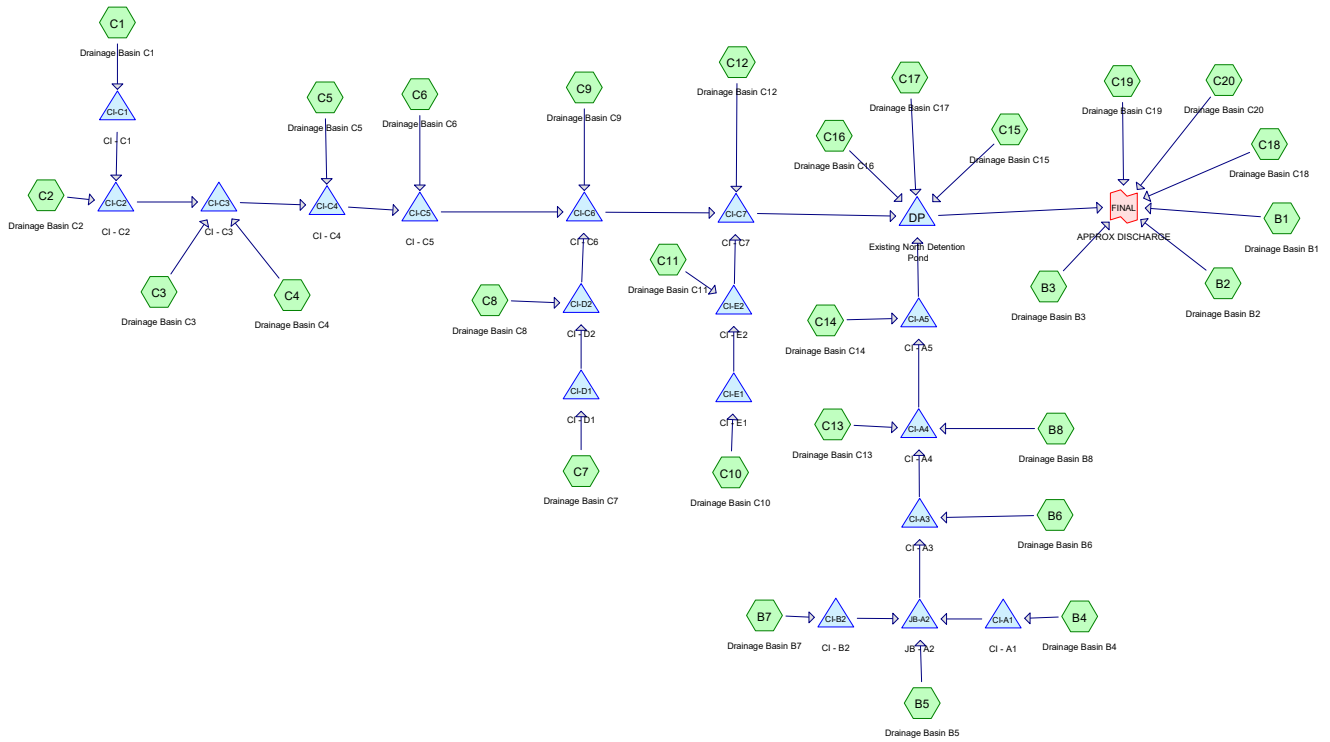 C1
Drainage Basin C1
CI-C1
CI - C1
C2
Drainage Basin C2
CI-C2
CI - C2
CI-C3
CI - C3
C3
Drainage Basin C3
C4
Drainage Basin C4
C5
Drainage Basin C5
CI-C4
CI - C4
C6
Drainage Basin C6
CI-C5
CI - C5
C9
Drainage Basin C9
CI-C6
CI - C6
C8
Drainage Basin C8
CI-D2
CI - D2
CI-D1
CI - D1
C7
Drainage Basin C7
C12
Drainage Basin C12
CI-C7
CI - C7
C11
Drainage Basin C11
CI-E2
CI - E2
CI-E1
CI - E1
C10
Drainage Basin C10
C17
Drainage Basin C17
C16
Drainage Basin C16
C15
Drainage Basin C15
DP
Existing North Detention
Pond
C14
Drainage Basin C14
CI-A5
CI - A5
C13
Drainage Basin C13
CI-A4
CI - A4
B8
Drainage Basin B8
CI-A3
CI - A3
B6
Drainage Basin B6
B7
Drainage Basin B7
CI-B2
CI - B2
JB-A2
JB - A2
CI-A1
CI - A1
B4
Drainage Basin B4
B5
Drainage Basin B5
C19
Drainage Basin C19
C20
Drainage Basin C20
C18
Drainage Basin C18
FINAL
APPROX DISCHARGE
B1
Drainage Basin B1
B2
Drainage Basin B2
B3
Drainage Basin B3